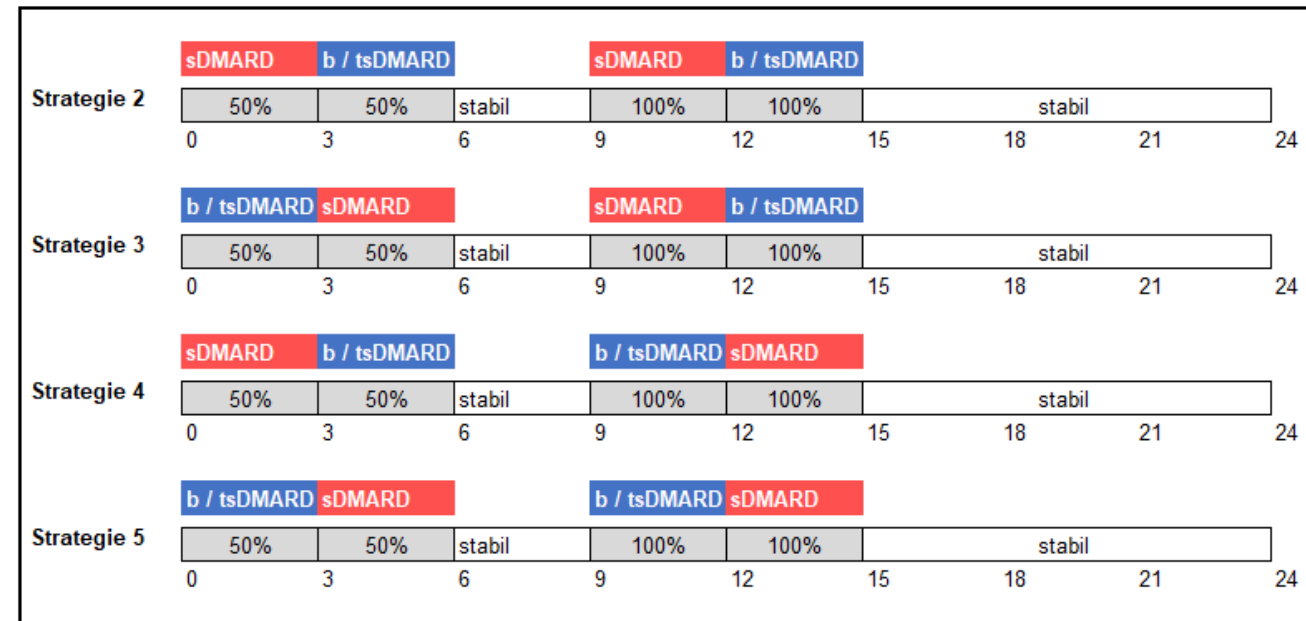 sDMARD b / tsDMARD sDMARD b / tsDMARD
Strategie 2 50% 50% stabil 100% 100% stabil
0 3 6 9 12 15 18 21 24
b / tsDMARD sDMARD sDMARD b / tsDMARD
Strategie 3 50% 50% stabil 100% 100% stabil
0 3 6 9 12 15 18 21 24
sDMARD b / tsDMARD b / tsDMARD sDMARD
Strategie 4 50% 50% stabil 100% 100% stabil
0 3 6 9 12 15 18 21 24
b / tsDMARD sDMARD b / tsDMARD sDMARD
Strategie 5 50% 50% stabil 100% 100% stabil
0 3 6 9 12 15 18 21 24